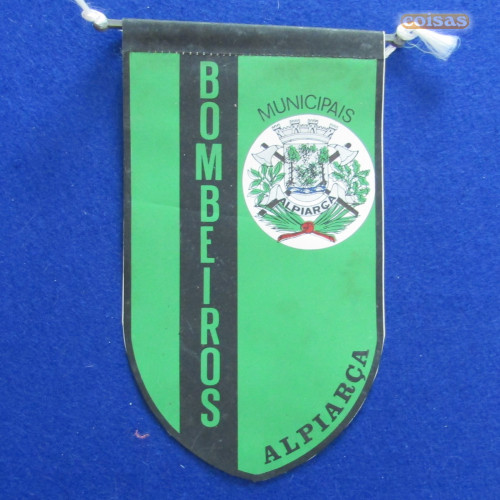 coisas
BOMBEIROS
MUNICIPAIS
ALPIARÇA
ALPIARÇA